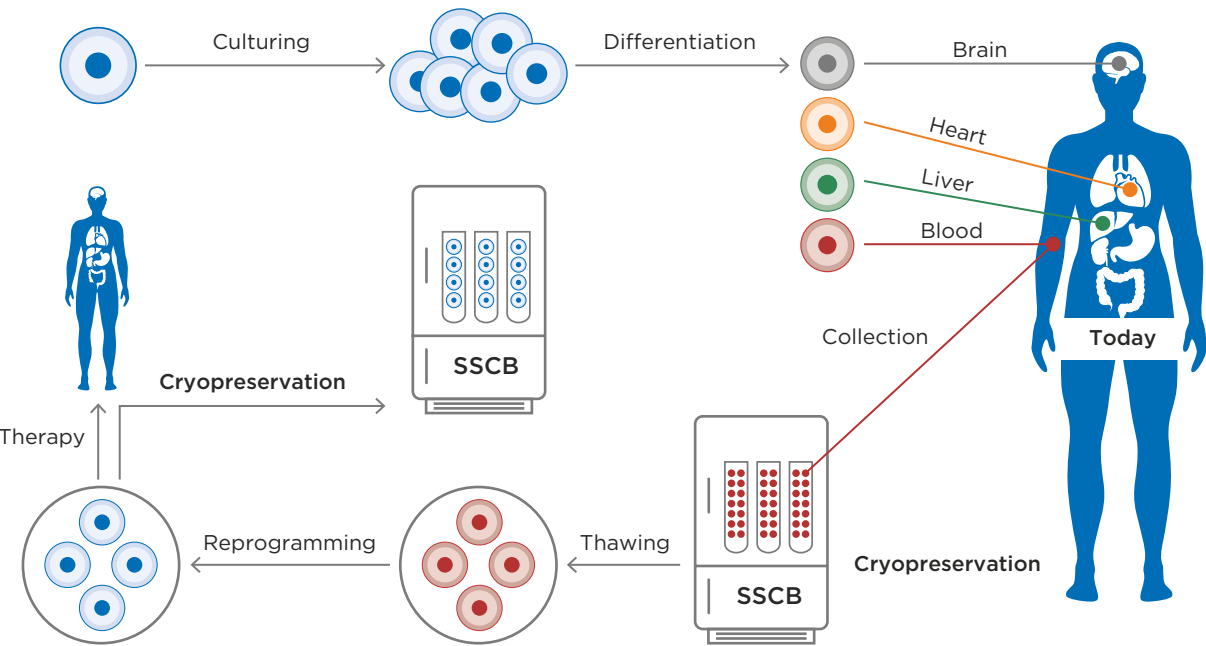 Culturing
Differentiation
Brain
Heart
Liver
Blood
Collection
Today
SSCB
Cryopreservation
Therapy
Reprogramming
Thawing
Cryopreservation
SSCB